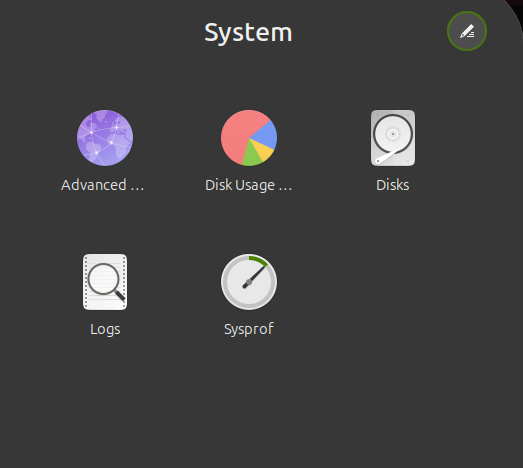 System
Advanced ...
Disk Usage ...
Disks
Logs
Sysprof